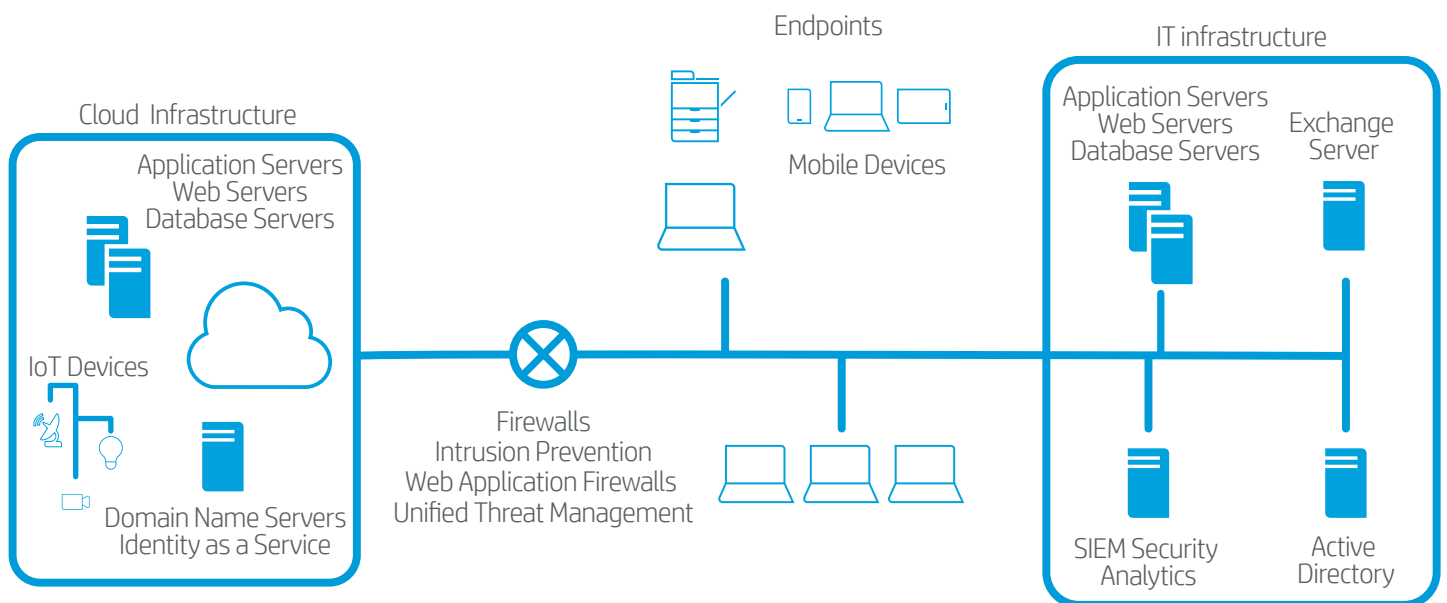 Endpoints
IT infrastructure
Cloud Infrastructure
Application Servers
Web Servers
Database Servers
IoT Devices
Domain Name Servers
Identity as a Service
Firewalls
Intrusion Prevention
Web Application Firewalls
Unified Threat Management
Mobile Devices
Application Servers
Web Servers
Database Servers
Exchange
Server
SIEM Security
Analytics
Active
Directory